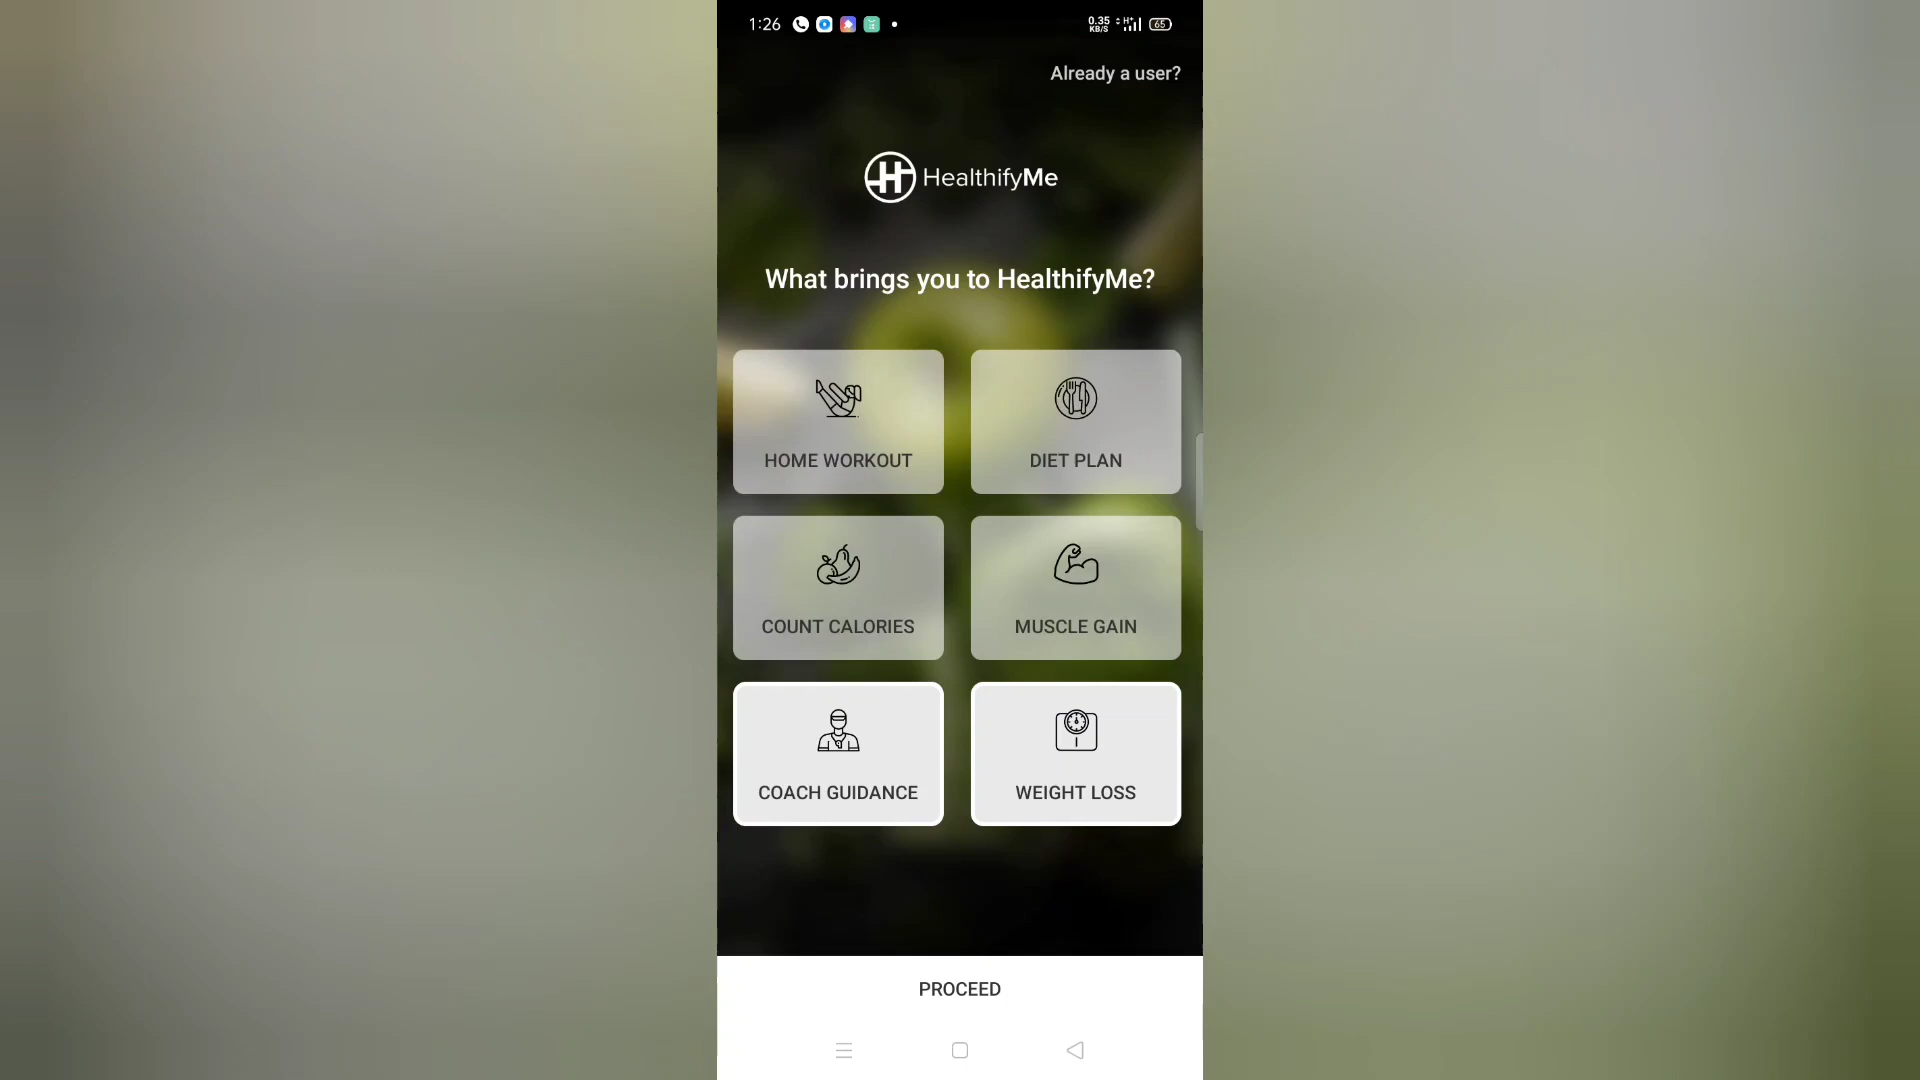 1:26
0.35
KB/S
H+
65
Already a user?
HealthifyMe
What brings you to HealthifyMe?
HOME WORKOUT
DIET PLAN
COUNT CALORIES
MUSCLE GAIN
COACH GUIDANCE
WEIGHT LOSS
PROCEED